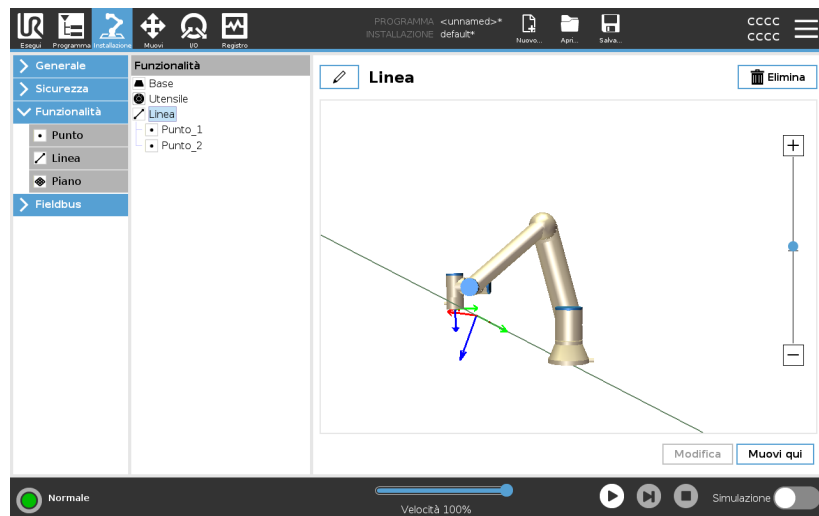 UR
Esegui
Programma
Installazione
Muovi
I/O
Registro
PROGRAMMA <unnamed>*
INSTALLAZIONE default*
Nuovo...
Apri...
Salva...
CCCC
CCCC
Generale
Sicurezza
Funzionalità
Punto
Linea
Piano
Fieldbus
Funzionalità
Base
Utensile
Linea
Punto_1
Punto_2
Linea
Elimina
Modifica
Muovi qui
Normale
Velocità 100%
Simulazione